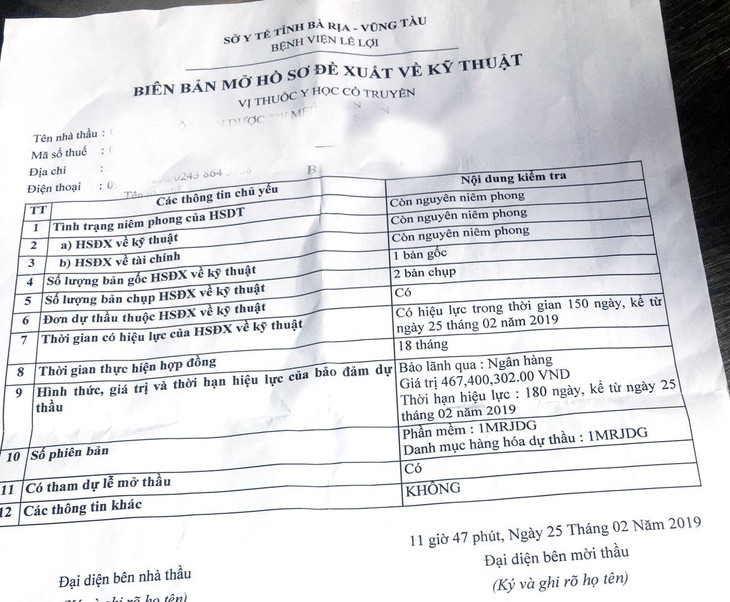 SỞ Y TẾ TỈNH BÀ RỊA - VŨNG TÀU
BỆNH VIỆN LÊ LỢI
BIÊN BẢN MỞ HỒ SƠ ĐỀ XUẤT VỀ KỸ THUẬT
VỊ THUỐC Y HỌC CỔ TRUYỀN
Tên nhà thầu :
DƯỢC
Mã số thuế :
Địa chỉ :
Điện thoại : 0
0243 864
TT Các thông tin chủ yếu Nội dung kiểm tra
1 Tình trạng niêm phong của HSDT Còn nguyên niêm phong
2 a) HSĐX về kỹ thuật Còn nguyên niêm phong
3 b) HSĐX về tài chính Còn nguyên niêm phong
4 Số lượng bản gốc HSĐX về kỹ thuật 1 bản gốc
5 Số lượng bản chụp HSĐX về kỹ thuật 2 bản chụp
6 Đơn dự thầu thuộc HSĐX về kỹ thuật Có
7 Thời gian có hiệu lực của HSĐX về kỹ thuật Có hiệu lực trong thời gian 150 ngày, kể từ
ngày 25 tháng 02 năm 2019
8 Thời gian thực hiện hợp đồng 18 tháng
9 Hình thức, giá trị và thời hạn hiệu lực của bảo đảm dự
thầu
Bảo lãnh qua : Ngân hàng
Giá trị 467,400,302.00 VND
Thời hạn hiệu lực : 180 ngày, kể từ ngày 25
tháng 02 năm 2019
10 Số phiên bản Phần mềm : 1MRJDG
Danh mục hàng hóa dự thầu : 1MRJDG
11 Có tham dự lễ mở thầu Có
12 Các thông tin khác KHÔNG
11 giờ 47 phút, Ngày 25 Tháng 02 Năm 2019
Đại diện bên nhà thầu Đại diện bên mời thầu
(Ký và ghi rõ họ tên) (Ký và ghi rõ họ tên)